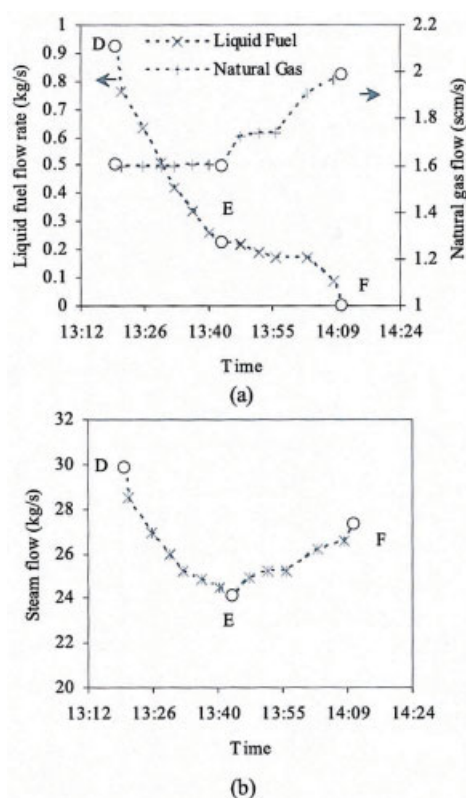 Liquid fuel flow rate (kg/s)
1
0.9
0.8
0.7
0.6
0.5
0.4
0.3
0.2
0.1
0
D
Liquid Fuel
Natural Gas
E
F
2.2
2
1.8
1.6
1.4
1.2
1
Natural gas flow (scm/s)
13:12 13:26 13:40 13:55 14:09 14:24
Time
(a)
Steam flow (kg/s)
32
30
28
26
24
22
20
D
E
F
13:12 13:26 13:40 13:55 14:09 14:24
Time
(b)